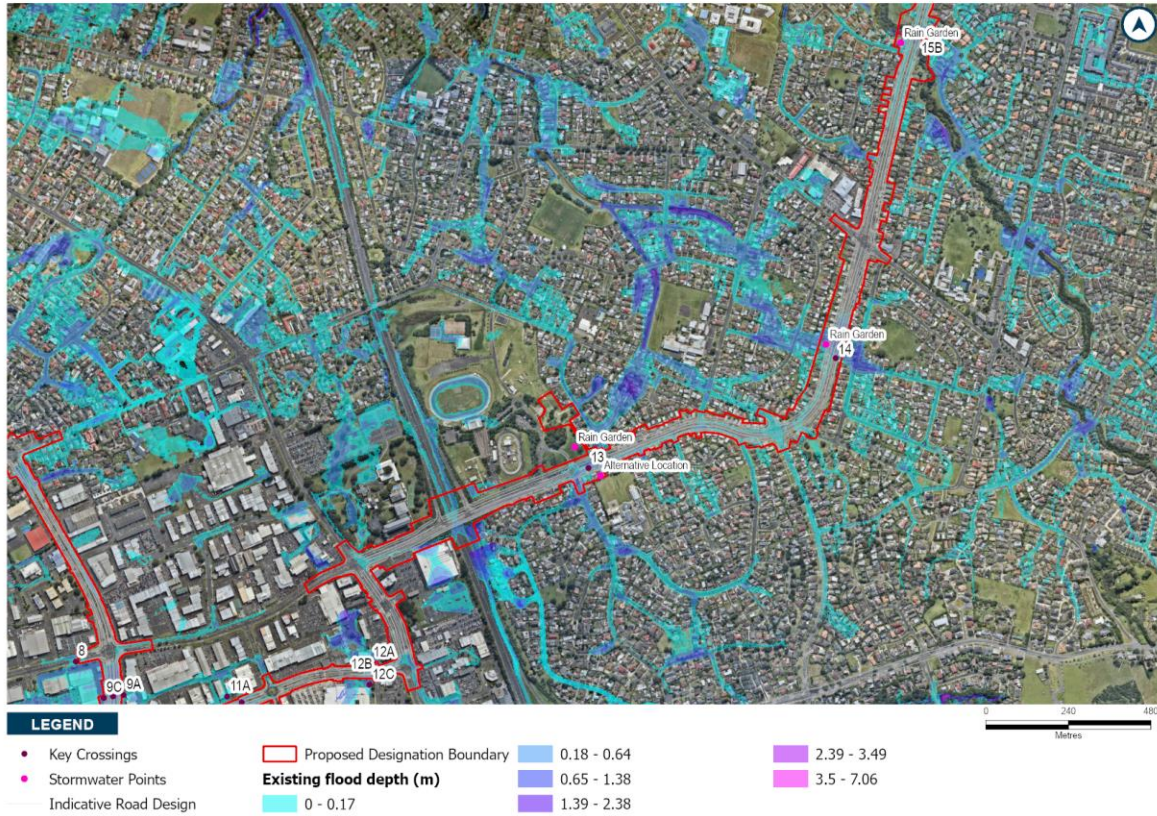 Rain Garden
15B
Rain Garden
14
Rain Garden
13
Alternative Location
8
9C
9A
11A
12B
12A
12C
0
240
480
Metres
LEGEND
Key Crossings
Stormwater Points
Indicative Road Design
Proposed Designation Boundary
Existing flood depth (m)
0 - 0.17
0.18 - 0.64
0.65 - 1.38
1.39 - 2.38
2.39 - 3.49
3.5 - 7.06